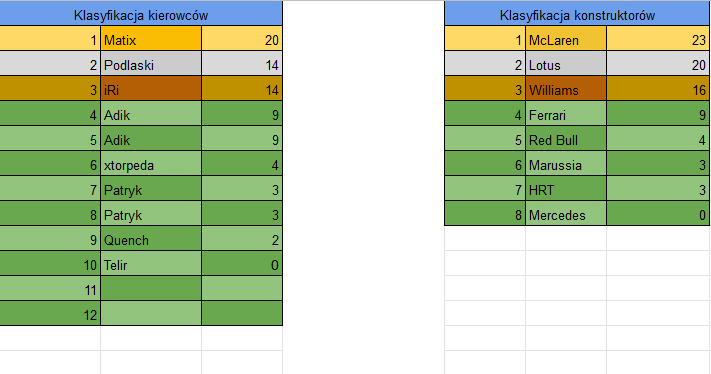 Klasyfikacja kierowców
1 Matix 20
2 Podlaski 14
3 iRi 14
4 Adik 9
5 Adik 9
6 xtorpeda 4
7 Patryk 3
8 Patryk 3
9 Quench 2
10 Telir 0
11
12
Klasyfikacja konstruktorów
1 McLaren 23
2 Lotus 20
3 Williams 16
4 Ferrari 9
5 Red Bull 4
6 Marussia 3
7 HRT 3
8 Mercedes 0